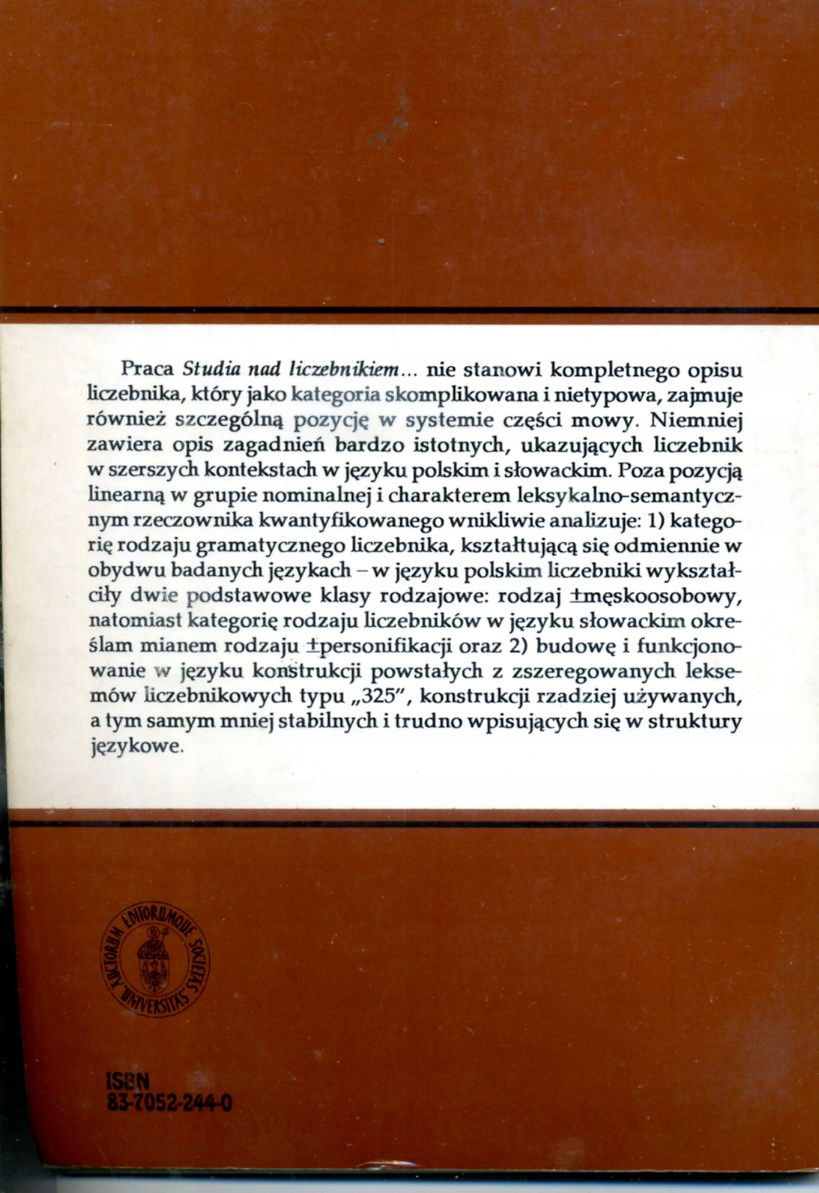 Praca Studia nad liczebnikiem... nie stanowi kompletnego opisu
liczebnika, który jako kategoria skomplikowana i nietypowa, zajmuje
również szczególną pozycję w systemie części mowy. Niemniej
zawiera opis zagadnień bardzo istotnych, ukazujących liczebnik
w szerszych kontekstach w języku polskim i słowackim. Poza pozycją
linearną w grupie nominalnej i charakterem leksykalno-semantycz-
nym rzeczownika kwantyfikowanego wnikliwie analizuje: 1) katego-
rię rodzaju gramatycznego liczebnika, kształtującą się odmiennie w
obydwu badanych językach – w języku polskim liczebniki wykształ-
ciły dwie podstawowe klasy rodzajowe: rodzaj ±męskoosobowy,
natomiast kategorię rodzaju liczebników w języku słowackim okre-
ślam mianem rodzaju ±personifikacji oraz 2) budowę i funkcjono-
wanie w języku konstrukcji powstałych z zszeregowanych lekse-
mów liczebnikowych typu „325”, konstrukcji rzadziej używanych,
a tym samym mniej stabilnych i trudno wpisujących się w struktury
językowe.
AUCTORUM EDITORUMQUE SOCIETAS „UNIVERSITAS”
ISBN
83-7052-244-0